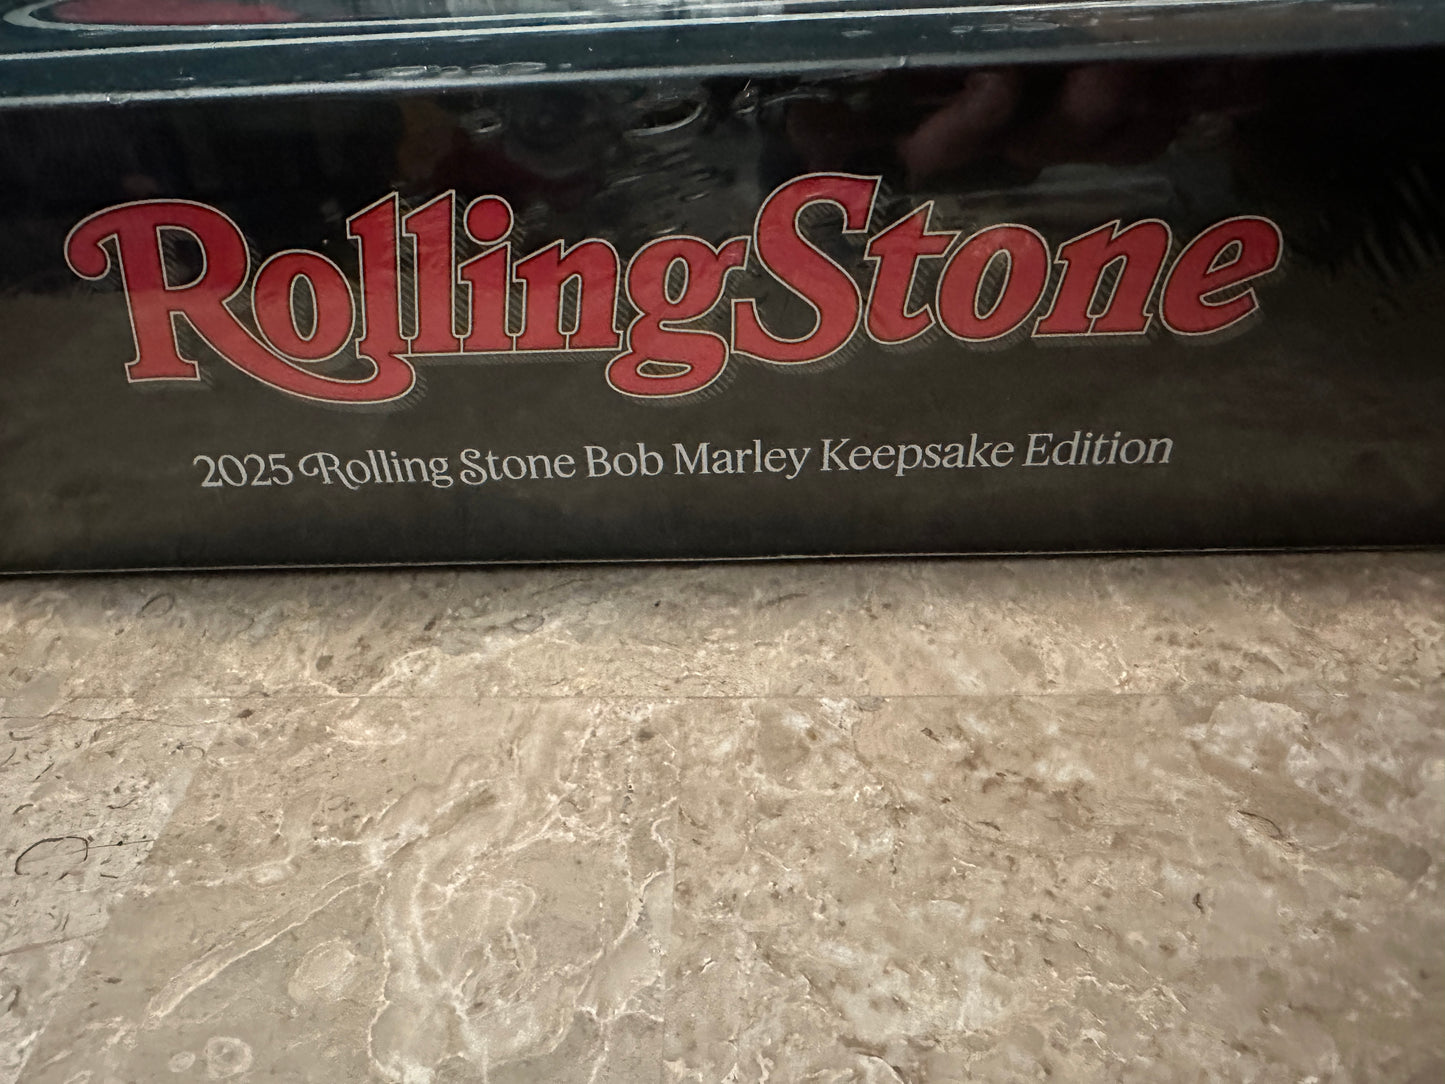 RollingStone
2025 Rolling Stone Bob Marley Keepsake Edition